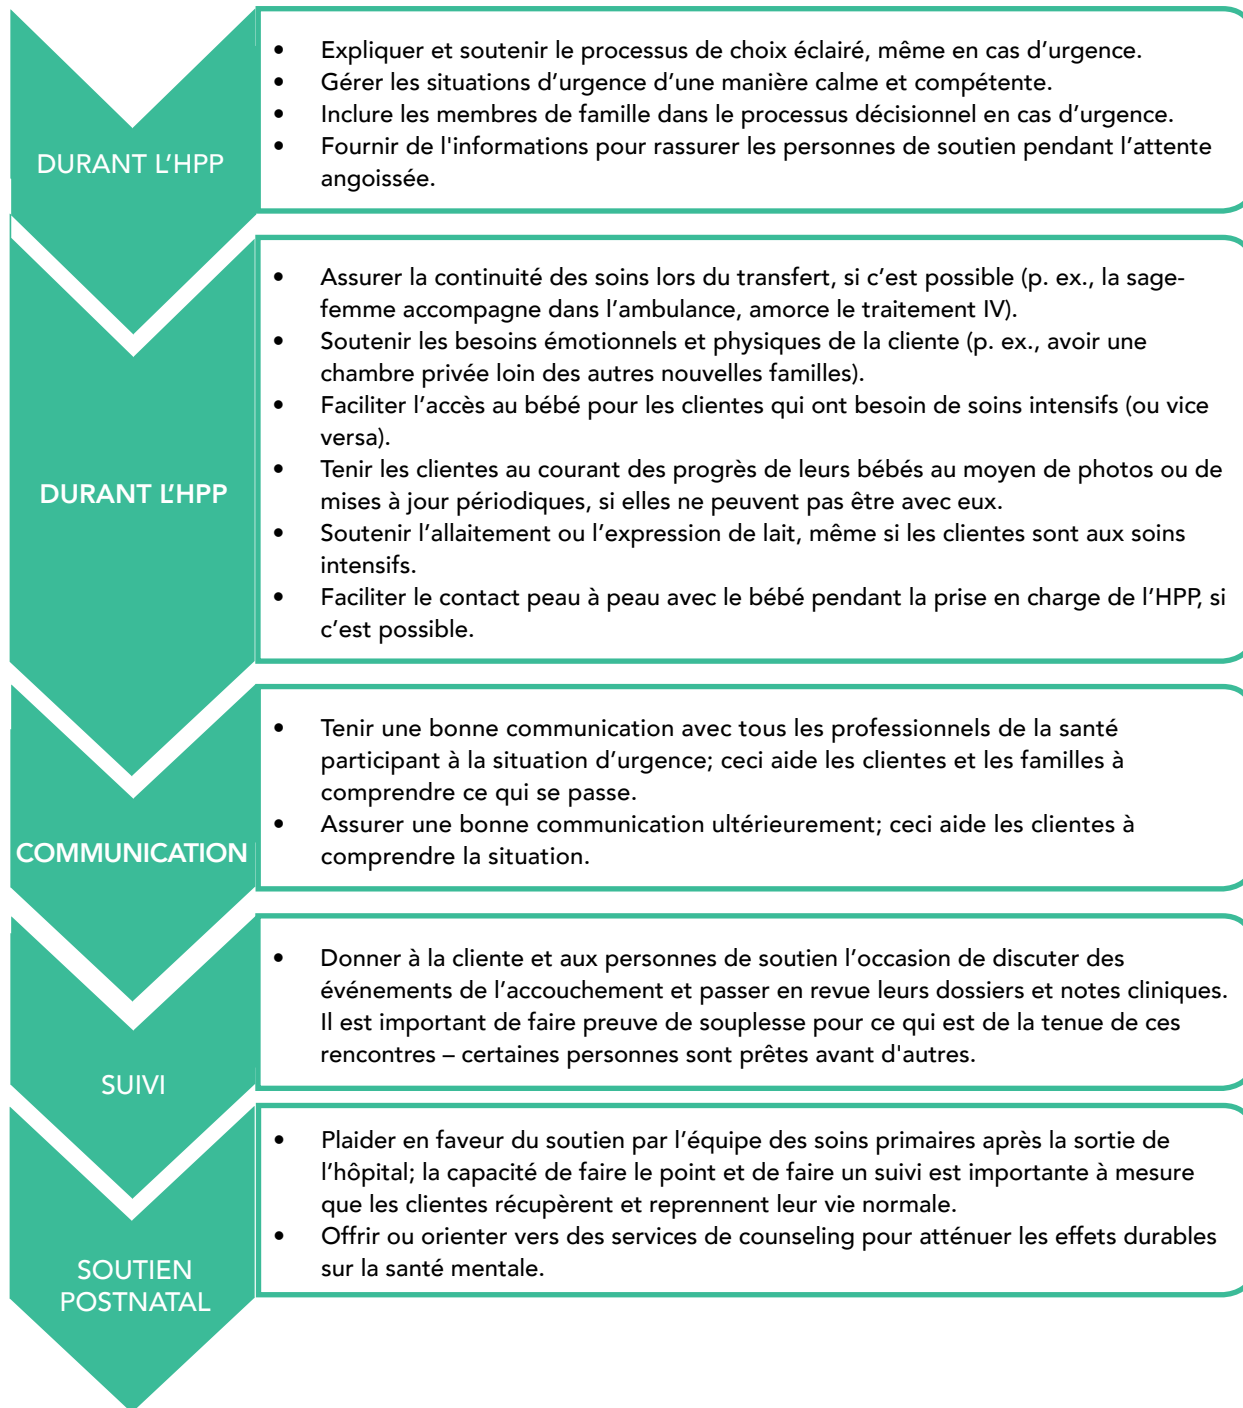 DURANT L'HPP
• Expliquer et soutenir le processus de choix éclairé, même en cas d’urgence.
• Gérer les situations d’urgence d’une manière calme et compétente.
• Inclure les membres de famille dans le processus décisionnel en cas d’urgence.
• Fournir de l'informations pour rassurer les personnes de soutien pendant l’attente
angoissée.
DURANT L'HPP
• Assurer la continuité des soins lors du transfert, si c’est possible (p. ex., la sage-
femme accompagne dans l’ambulance, amorce le traitement IV).
• Soutenir les besoins émotionnels et physiques de la cliente (p. ex., avoir une
chambre privée loin des autres nouvelles familles).
• Faciliter l’accès au bébé pour les clientes qui ont besoin de soins intensifs (ou vice
versa).
• Tenir les clientes au courant des progrès de leurs bébés au moyen de photos ou de
mises à jour périodiques, si elles ne peuvent pas être avec eux.
• Soutenir l’allaitement ou l’expression de lait, même si les clientes sont aux soins
intensifs.
• Faciliter le contact peau à peau avec le bébé pendant la prise en charge de l’HPP, si
c’est possible.
COMMUNICATION
• Tenir une bonne communication avec tous les professionnels de la santé
participant à la situation d’urgence; ceci aide les clientes et les familles à
comprendre ce qui se passe.
• Assurer une bonne communication ultérieurement; ceci aide les clientes à
comprendre la situation.
SUIVI
• Donner à la cliente et aux personnes de soutien l’occasion de discuter des
événements de l’accouchement et passer en revue leurs dossiers et notes cliniques.
Il est important de faire preuve de souplesse pour ce qui est de la tenue de ces
rencontres – certaines personnes sont prêtes avant d'autres.
SOUTIEN
POSTNATAL
• Plaider en faveur du soutien par l’équipe des soins primaires après la sortie de
l’hôpital; la capacité de faire le point et de faire un suivi est importante à mesure
que les clientes récupèrent et reprennent leur vie normale.
• Offrir ou orienter vers des services de counseling pour atténuer les effets durables
sur la santé mentale.